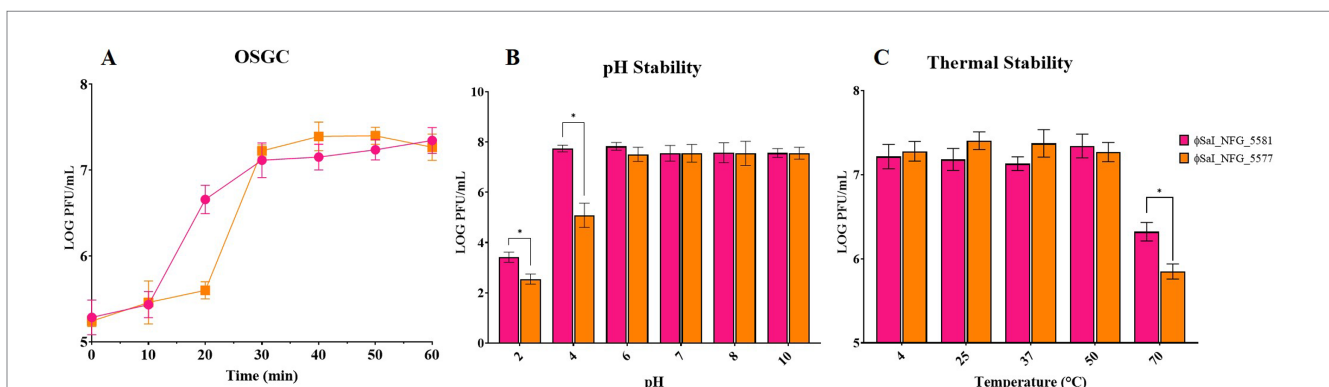 A
OSGC
8
7
6
5
LOG PFU/mL
0 10 20 30 40 50 60
Time (min)
B
pH Stability
10
8
6
4
2
0
LOG PFU/mL
*
*
2 4 6 7 8 10
pH
C
Thermal Stability
8
7
6
5
LOG PFU/mL
*
4 25 37 50 70
Temperature (°C)
ϕSaI_NFG_5581
ϕSaI_NFG_5577